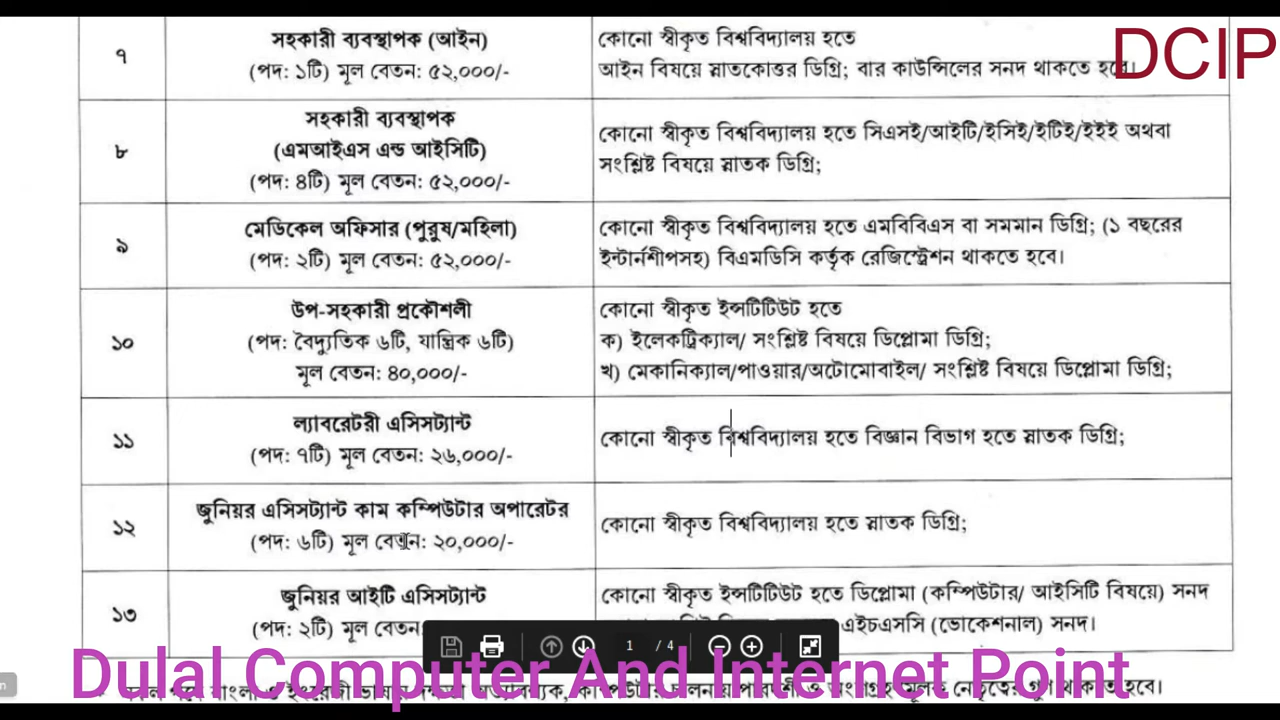 DCIP
৭
সহকারী ব্যবস্থাপক (আইন)
(পদ: ১টি) মূল বেতন: ৫২,০০০/-
কোনো স্বীকৃত বিশ্ববিদ্যালয় হতে
আইন বিষয়ে স্নাতকোত্তর ডিগ্রি; বার কাউন্সিলের সনদ থাকতে হবে।
৮
সহকারী ব্যবস্থাপক
(এমআইএস এন্ড আইসিটি)
(পদ: ৪টি) মূল বেতন: ৫২,০০০/-
কোনো স্বীকৃত বিশ্ববিদ্যালয় হতে সিএসই/আইটি/ইসিই/ইটিই/ইইই অথবা
সংশ্লিষ্ট বিষয়ে স্নাতক ডিগ্রি;
৯
মেডিকেল অফিসার (পুরুষ/মহিলা)
(পদ: ২টি) মূল বেতন: ৫২,০০০/-
কোনো স্বীকৃত বিশ্ববিদ্যালয় হতে এমবিবিএস বা সমমান ডিগ্রি; (১ বছরের
ইন্টার্নশীপসহ) বিএমডিসি কর্তৃক রেজিস্ট্রেশন থাকতে হবে।
১০
উপ-সহকারী প্রকৌশলী
(পদ: বৈদ্যুতিক ৬টি, যান্ত্রিক ৬টি)
মূল বেতন: ৪০,০০০/-
কোনো স্বীকৃত ইন্সটিটিউট হতে
ক) ইলেকট্রিক্যাল/ সংশ্লিষ্ট বিষয়ে ডিপ্লোমা ডিগ্রি;
খ) মেকানিক্যাল/পাওয়ার/অটোমোবাইল/ সংশ্লিষ্ট বিষয়ে ডিপ্লোমা ডিগ্রি;
১১
ল্যাবরেটরী এসিসট্যান্ট
(পদ: ৭টি) মূল বেতন: ২৬,০০০/-
কোনো স্বীকৃত বিশ্ববিদ্যালয় হতে বিজ্ঞান বিভাগ হতে স্নাতক ডিগ্রি;
১২
জুনিয়র এসিসট্যান্ট কাম কম্পিউটার অপারেটর
(পদ: ৬টি) মূল বেতন: ২০,০০০/-
কোনো স্বীকৃত বিশ্ববিদ্যালয় হতে স্নাতক ডিগ্রি;
১৩
জুনিয়র আইটি এসিসট্যান্ট
(পদ: ২টি) মূল বেতন:
কোনো স্বীকৃত ইন্সটিটিউট হতে ডিপ্লোমা (কম্পিউটার/ আইসিটি বিষয়ে) সনদ
এইচএসসি (ভোকেশনাল) সনদ।
1 / 4
Dulal Computer And Internet Point
নেতৃত্বের গুণ থাকতে হবে।